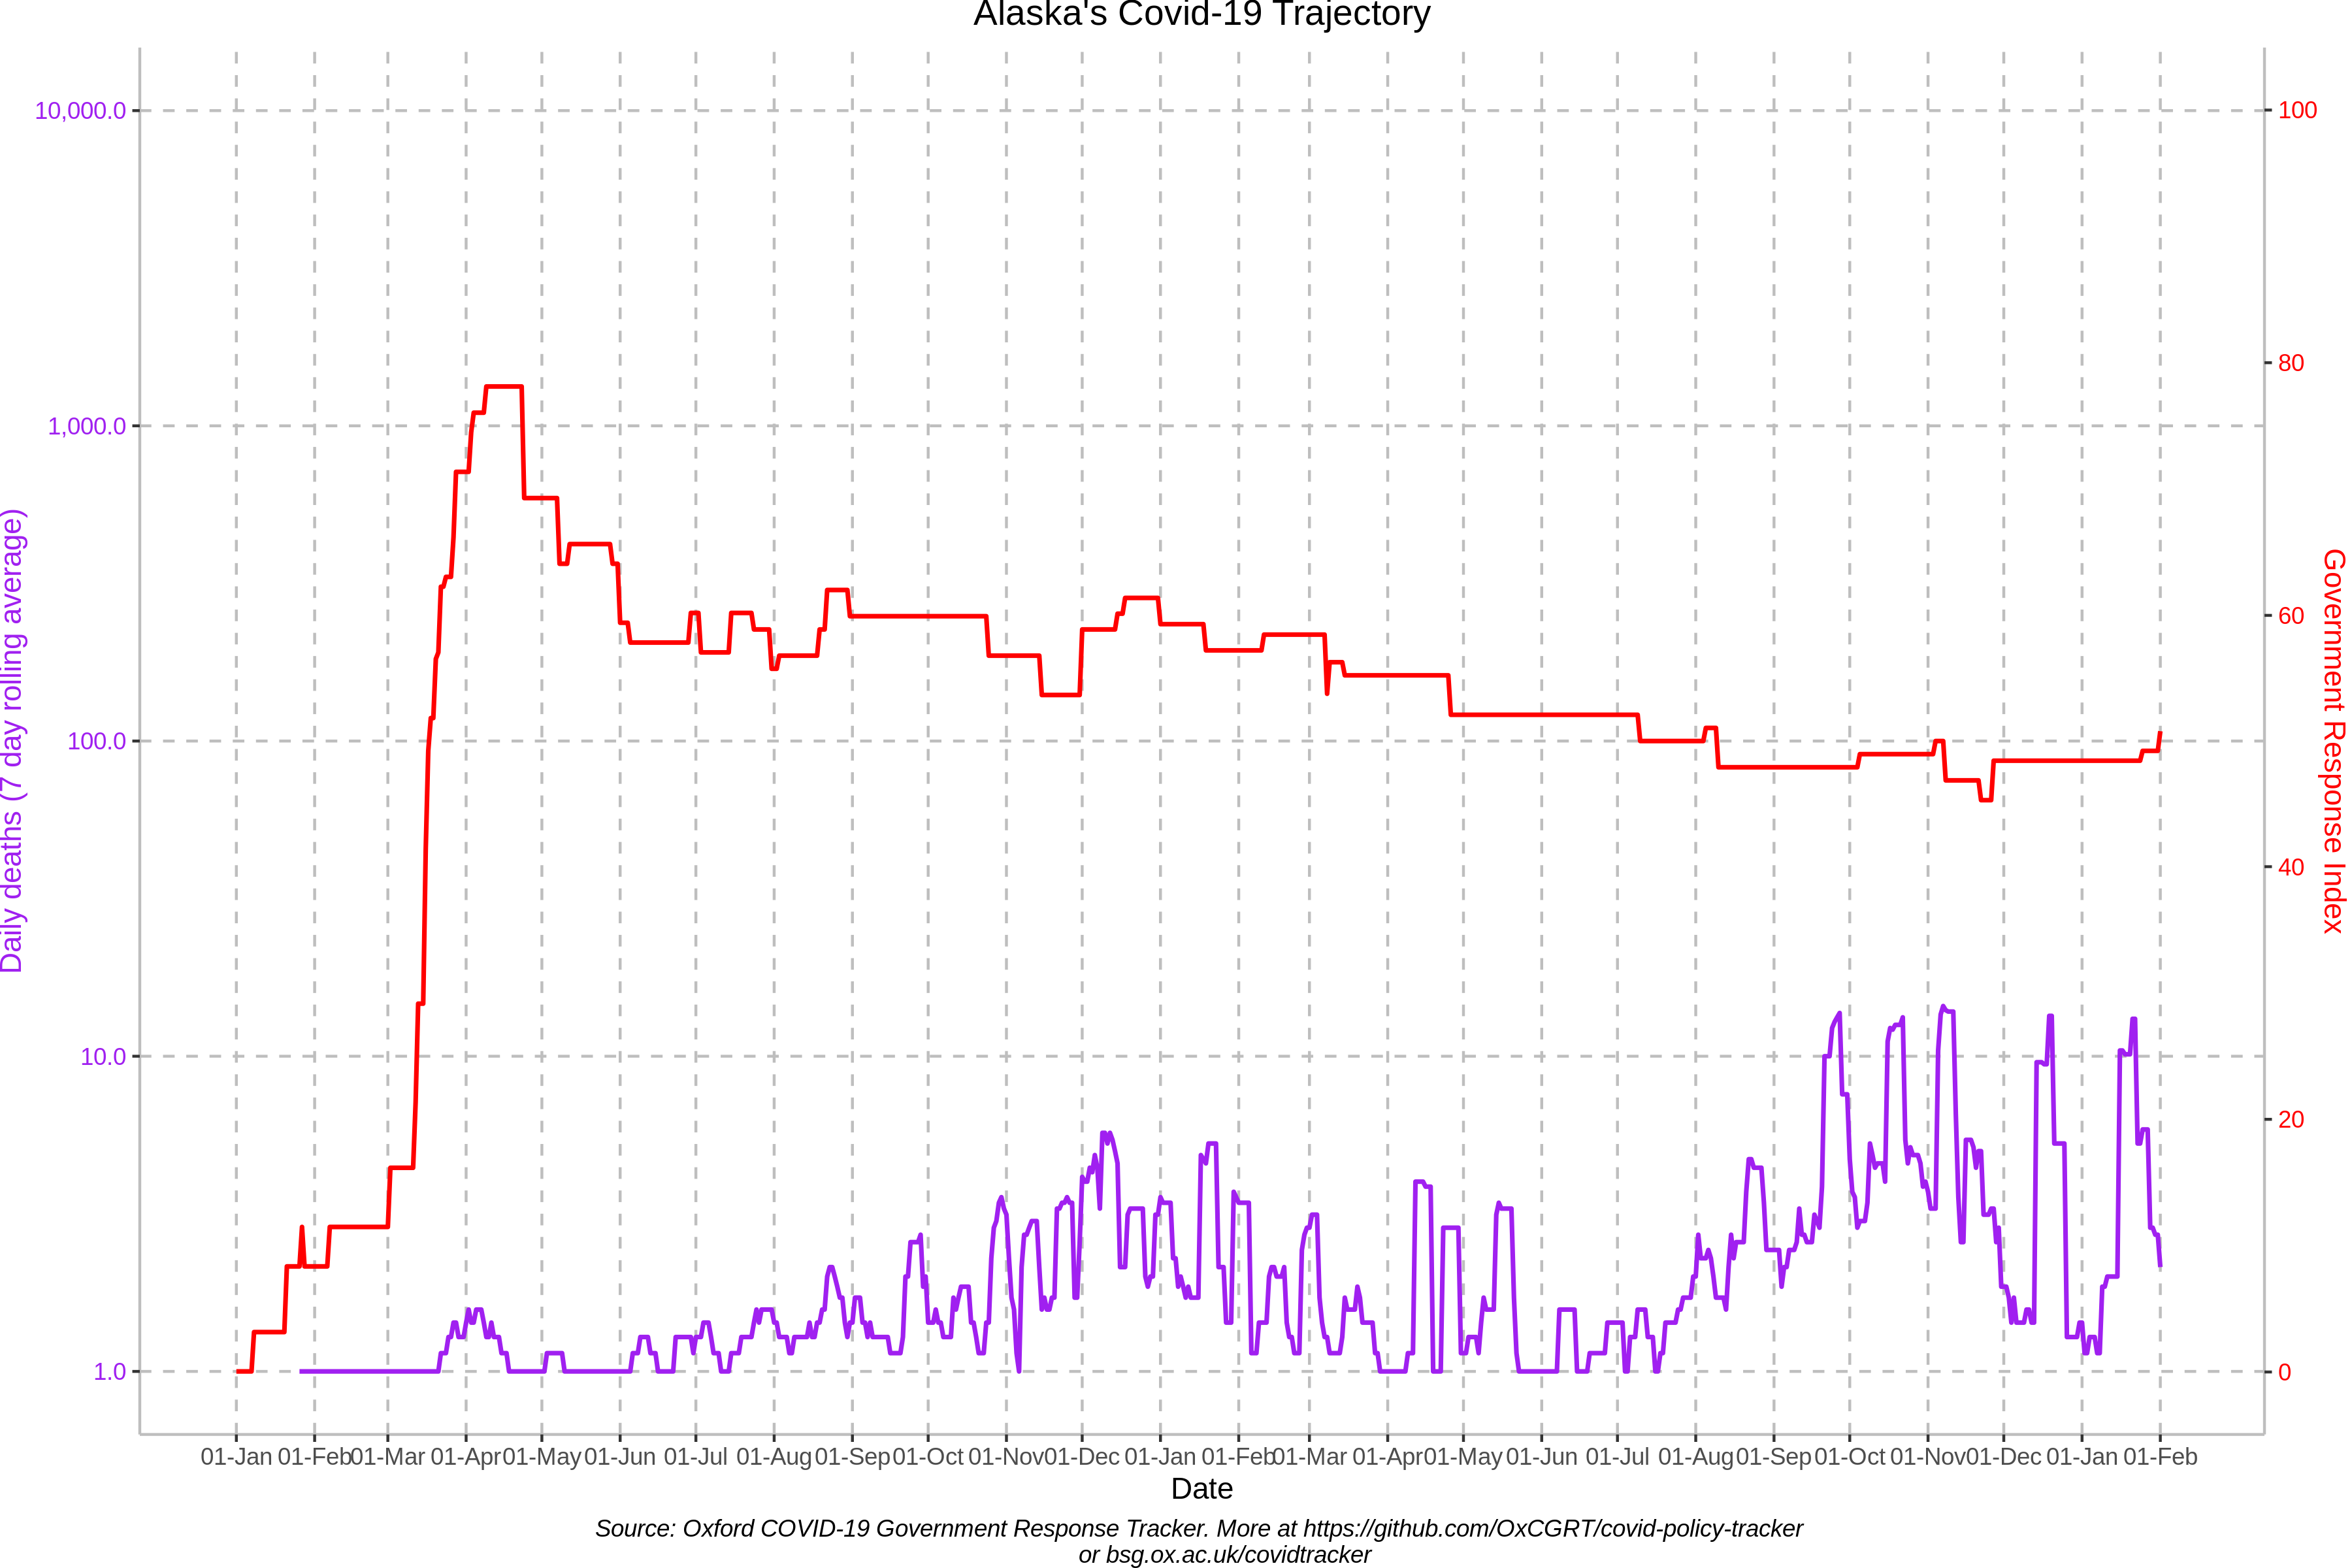 Alaska's Covid-19 Trajectory
10,000.0
1,000.0
100.0
10.0
1.0
Daily deaths (7 day rolling average)
100
80
60
40
20
0
Government Response Index
01-Jan 01-Feb 01-Mar 01-Apr 01-May 01-Jun 01-Jul 01-Aug 01-Sep 01-Oct 01-Nov 01-Dec 01-Jan 01-Feb 01-Mar 01-Apr 01-May 01-Jun 01-Jul 01-Aug 01-Sep 01-Oct 01-Nov 01-Dec 01-Jan 01-Feb
Date
Source: Oxford COVID-19 Government Response Tracker. More at https://github.com/OxCGRT/covid-policy-tracker
or bsg.ox.ac.uk/covidtracker